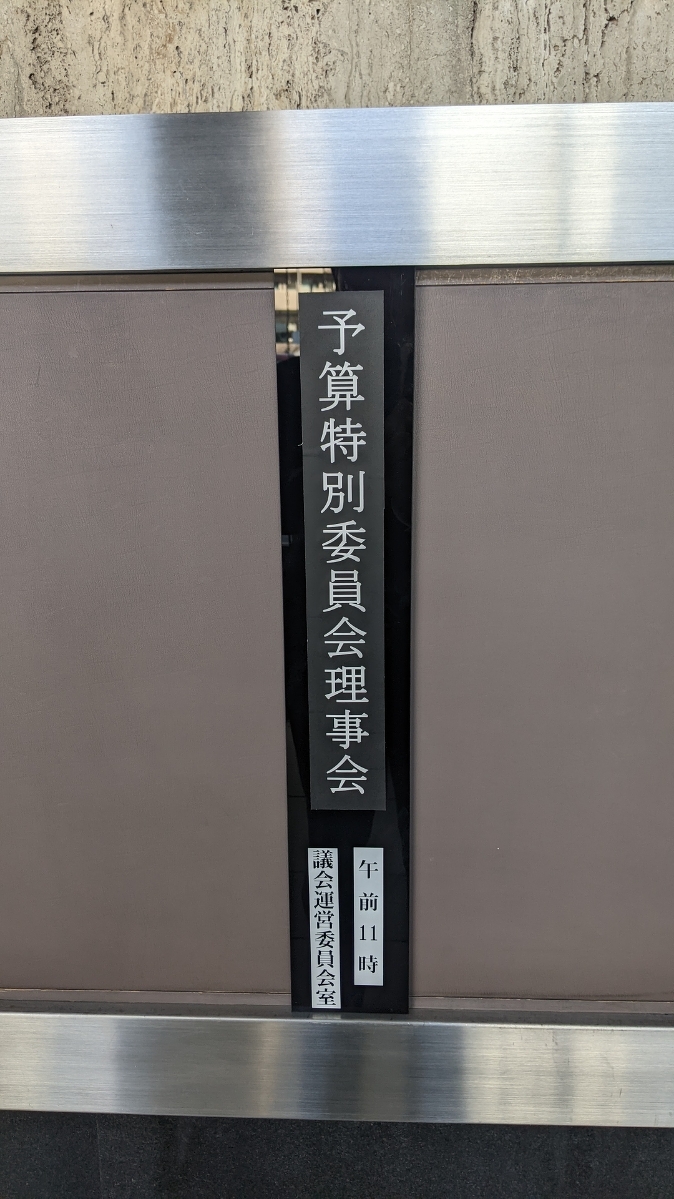 予算特別委員会理事会
午前11時
議会運営委員会室